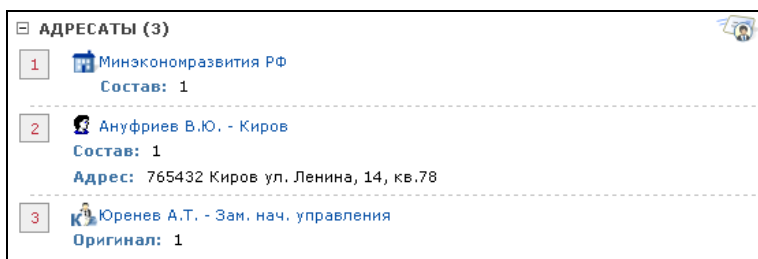 АДРЕСАТЫ (3)
1 Минэкономразвития РФ
Состав: 1
2 Ануфриев В.Ю. - Киров
Состав: 1
Адрес: 765432 Киров ул. Ленина, 14, кв.78
3 Юренев А.Т. - Зам. нач. управления
Оригинал: 1